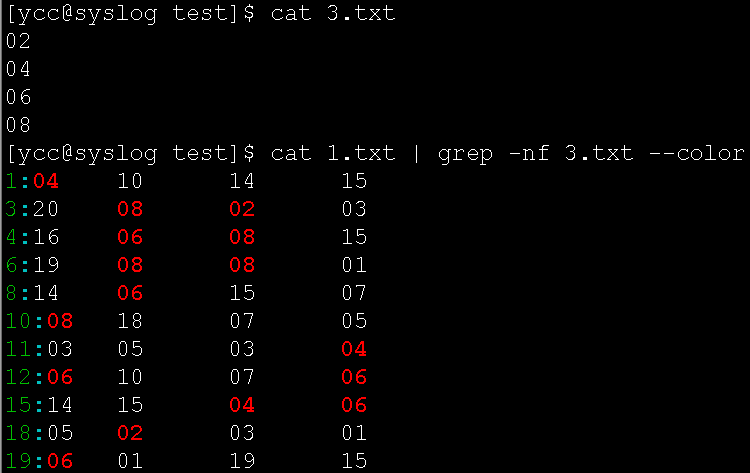 [ycc@syslog test]$ cat 3.txt
02
04
06
08
[ycc@syslog test]$ cat 1.txt | grep -nf 3.txt --color
1:04    10      14      15
3:20    08      02      03
4:16    06      08      15
6:19    08      08      01
8:14    06      15      07
10:08   18      07      05
11:03   05      03      04
12:06   10      07      06
15:14   15      04      06
18:05   02      03      01
19:06   01      19      15